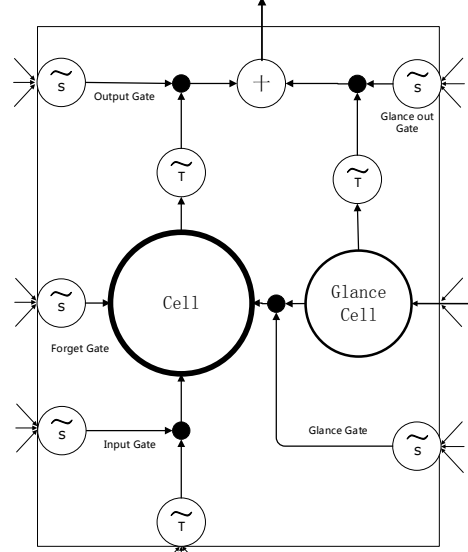 ~ s
Output Gate
+
~ s
Glance out
Gate
~ T
~ T
Cell
Glance
Cell
~ s
Forget Gate
~ s
Input Gate
Glance Gate
~ s
~ T